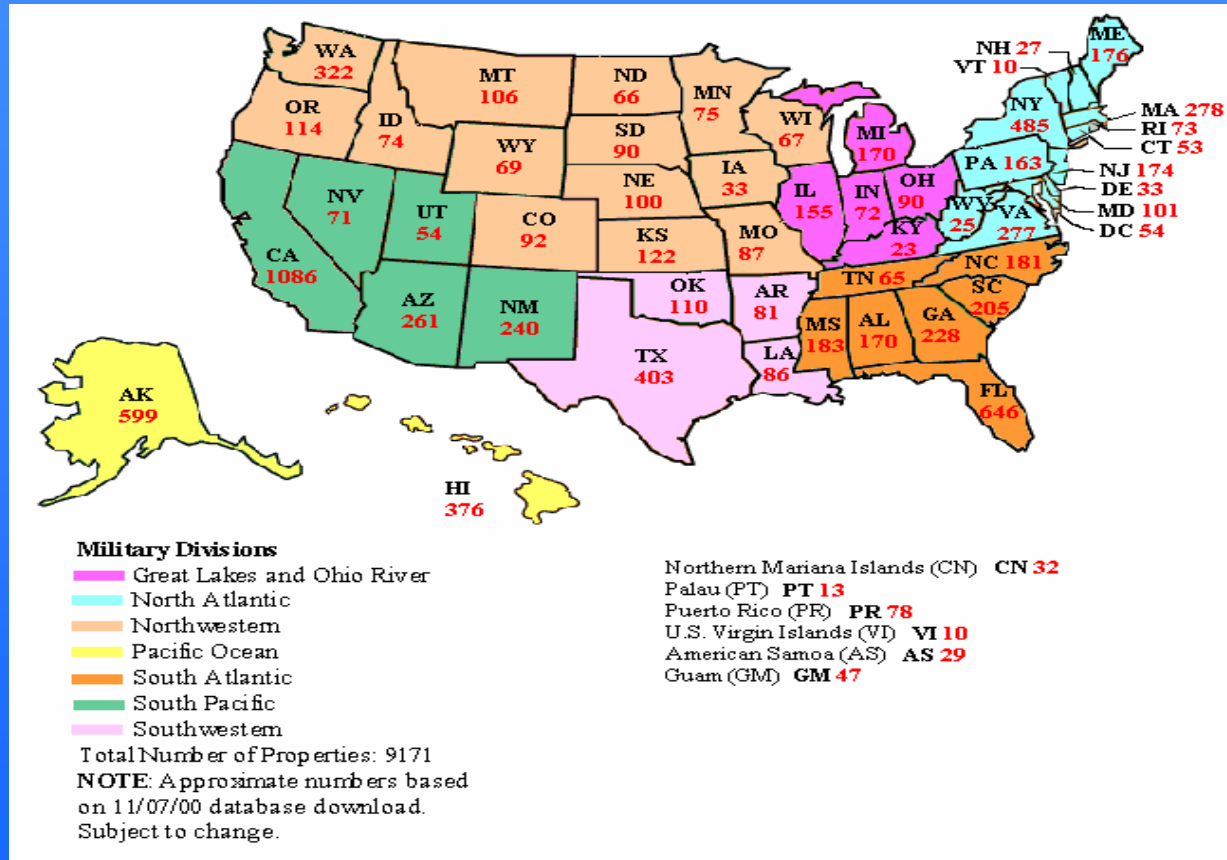 WA
322
OR
114
ID
74
MT
106
WY
69
ND
66
SD
90
NE
100
KS
122
CO
92
MN
75
IA
33
MO
87
WI
67
MI
170
IL
155
IN
72
OH
90
KY
23
NH 27
VT 10
ME
176
NY
485
MA 278
RI 73
CT 53
PA 163
NJ 174
DE 33
MD 101
DC 54
WV
25
VA
277
NV
71
UT
54
CA
1086
AZ
261
NM
240
OK
110
AR
81
TX
403
LA
86
TN 65
NC 181
SC
205
MS
183
AL
170
GA
228
FL
646
AK
599
HI
376
Military Divisions
Great Lakes and Ohio River
North Atlantic
Northwestern
Pacific Ocean
South Atlantic
South Pacific
Southwestern
Total Number of Properties: 9171
NOTE: Approximate numbers based
on 11/07/00 database download.
Subject to change.
Northern Mariana Islands (CN) CN 32
Palau (PT) PT 13
Puerto Rico (PR) PR 78
U.S. Virgin Islands (VI) VI 10
American Samoa (AS) AS 29
Guam (GM) GM 47